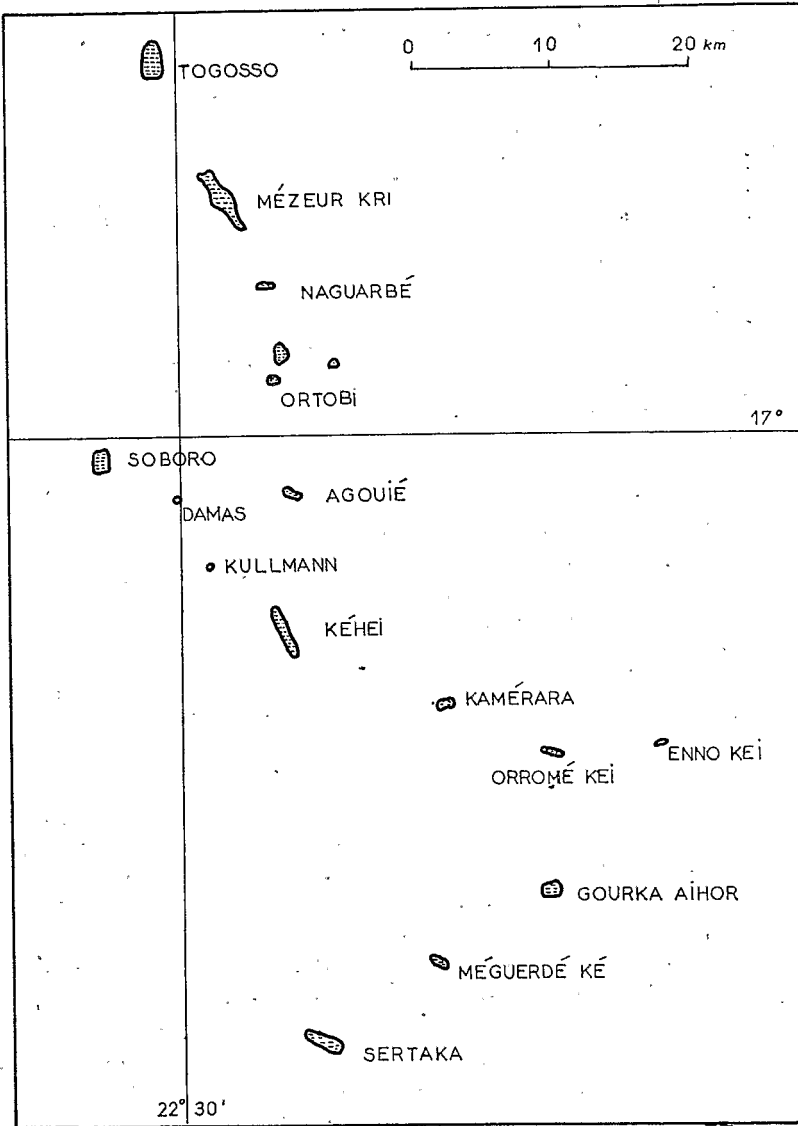 0 10 20 km
TOGOSSO
MÉZEUR KRI
NAGUARBÉ
ORTOBi
17°
SOBORO
AGOUiÉ
DAMAS
KULLMANN
KÉHEi
KAMÉRARA
ENNO KEi
ORROMÉ KEi
GOURKA AiHOR
MÉGUERDÉ KÉ
SERTAKA
22° 30'